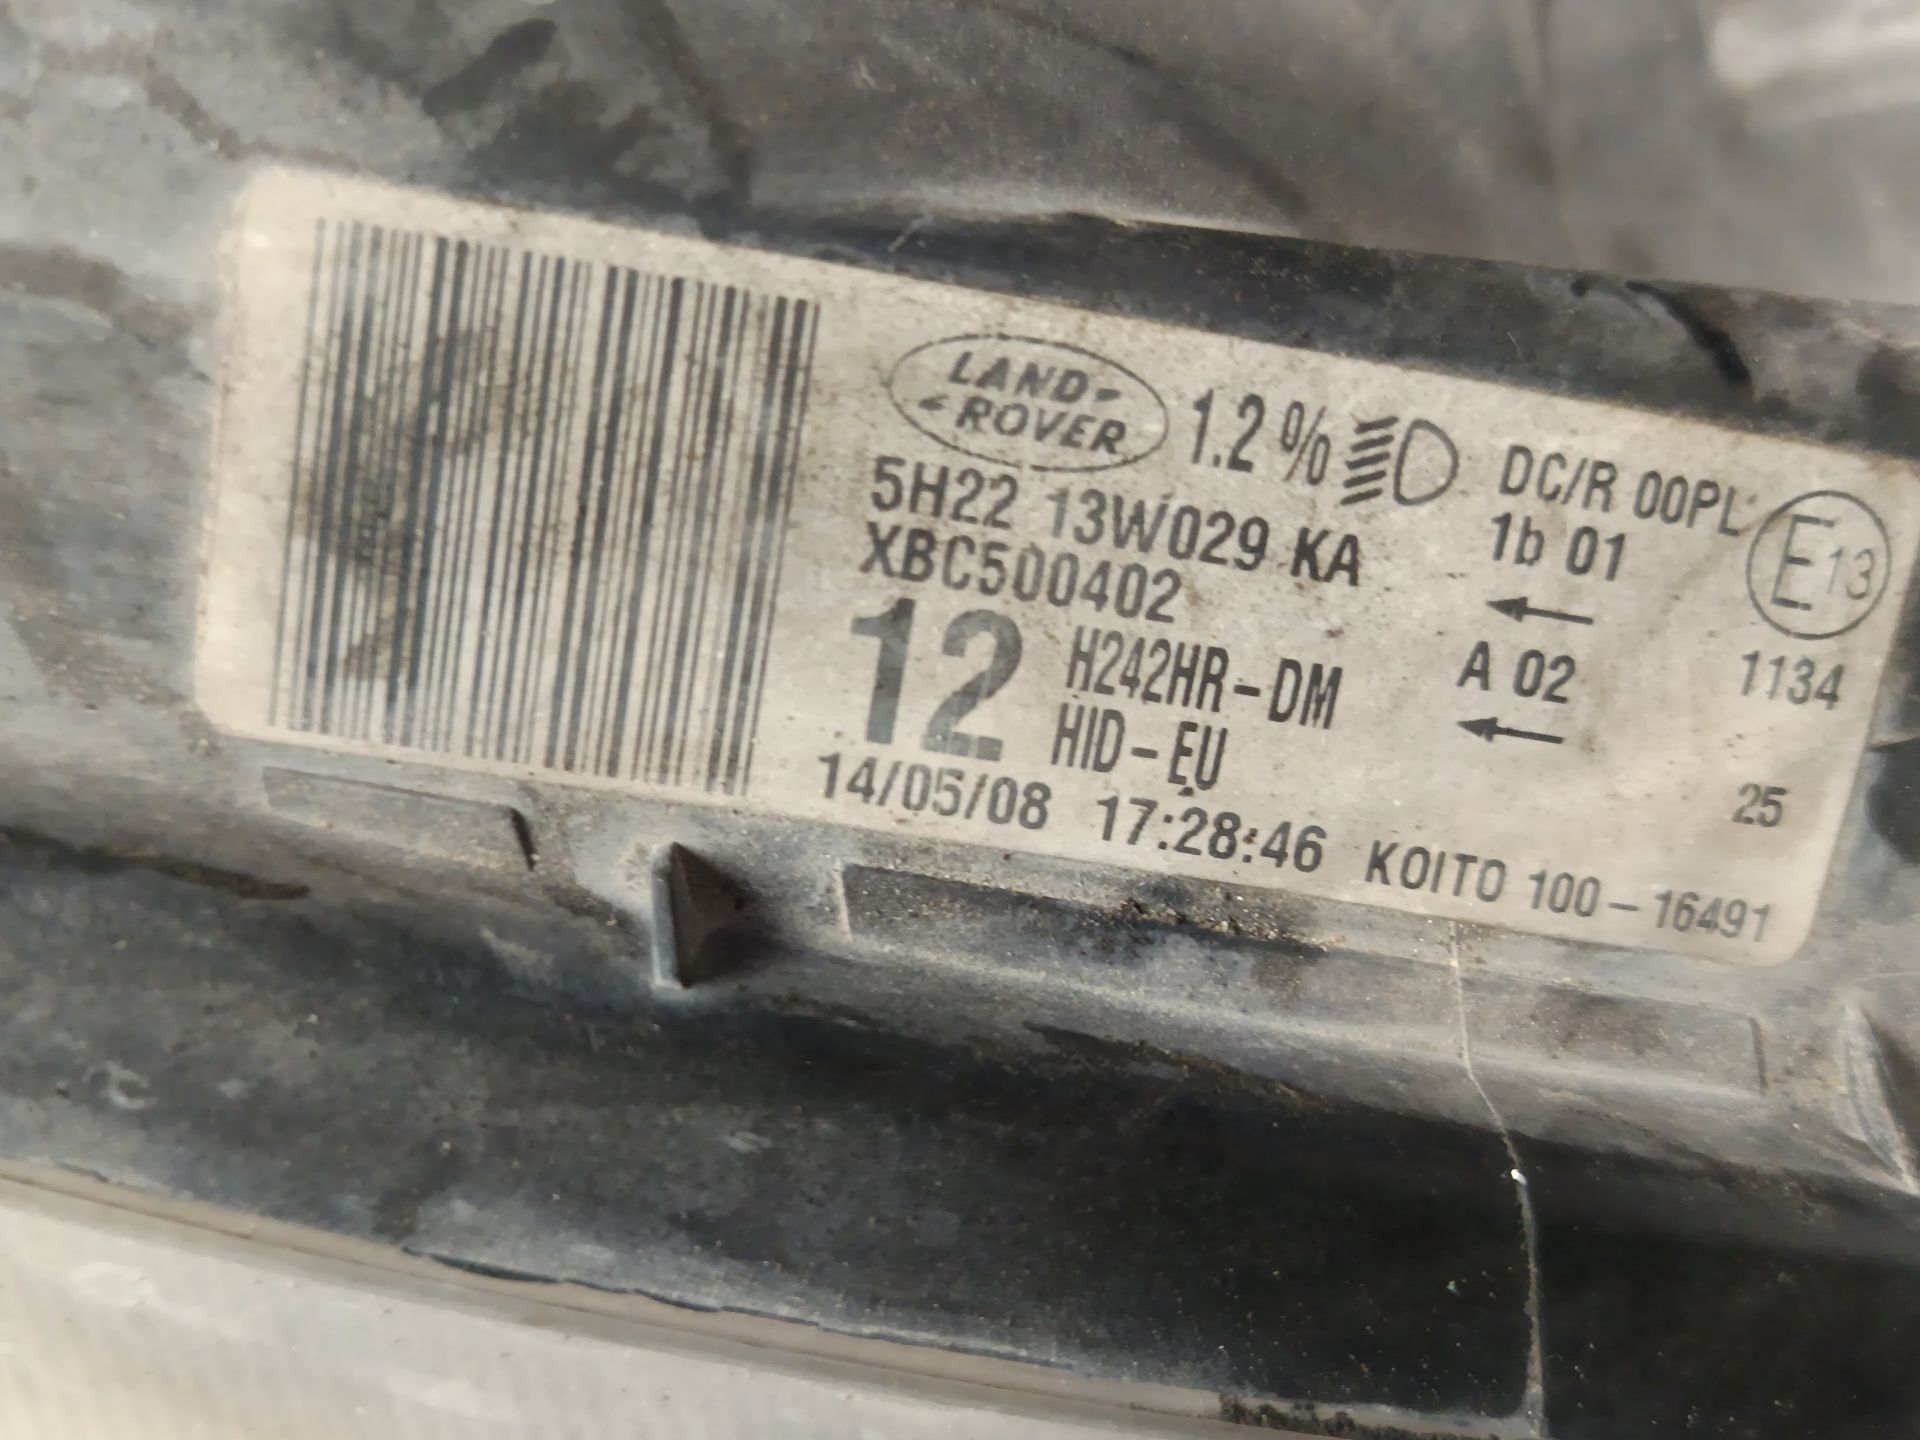 LAND-
-ROVER
1.2 %
DC/R 00PL
1b 01
←
E13
5H22 13W029 KA
XBC500402
12
H242HR-DM
HID-EU
A 02
←
1134
14/05/08 17:28:46
KOITO 100-16491
25